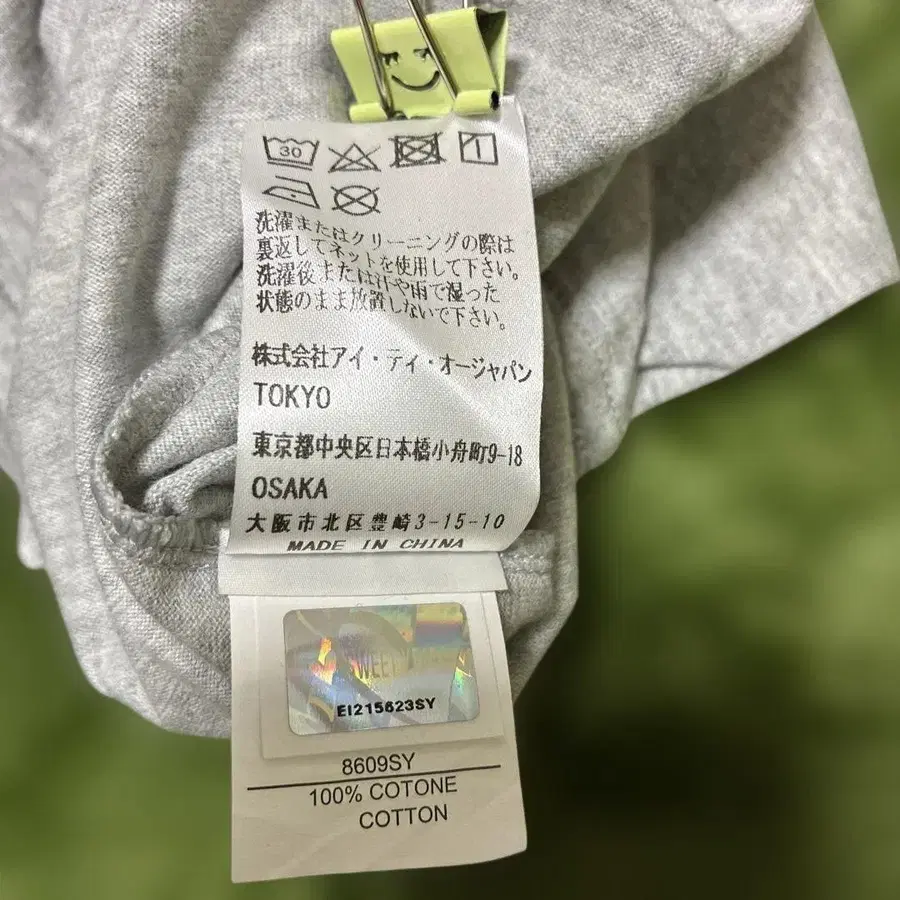 30
洗濯またはクリーニングの際は
裏返してネットを使用して下さい。
洗濯後または汗や雨で湿った
状態のまま放置しないで下さい。
株式会社アイ・ティ・オージャパン
TOKYO
東京都中央区日本橋小舟町9-18
OSAKA
大阪市北区豊崎3-15-10
MADE IN CHINA
EI215623SY
8609SY
100% COTONE
COTTON